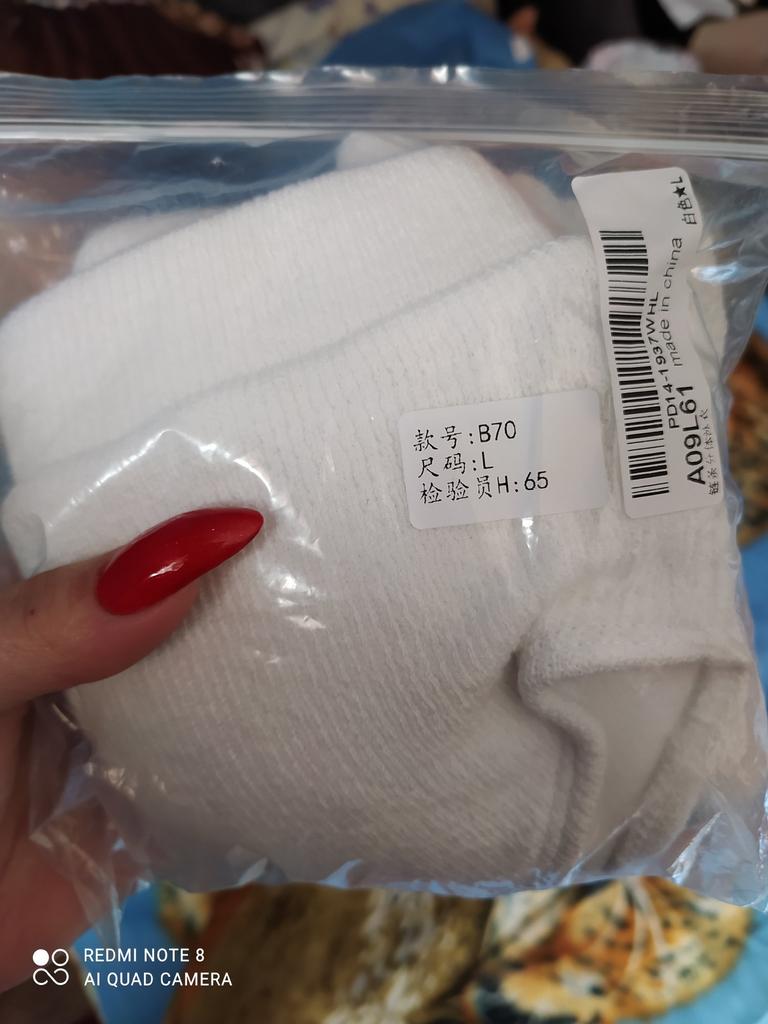 款号:B70
尺码:L
检验员H:65
PD14-1937WHL
made in china
白色★L
A09L61
REDMI NOTE 8
AI QUAD CAMERA